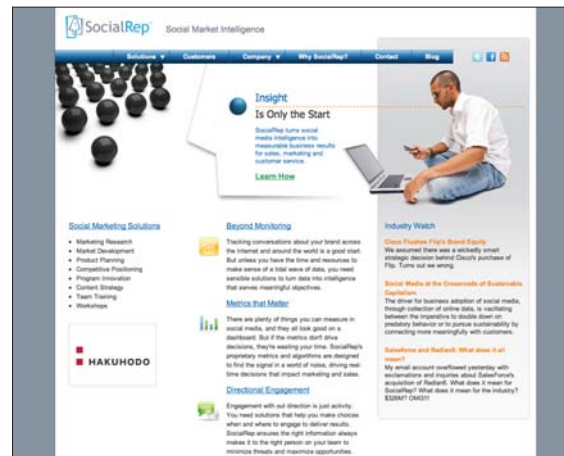 SocialRep
Social Market Intelligence
Solutions ▼ Customers Company ▼ Why SocialRep? Contact Blog
Insight
Is Only the Start
SocialRep turns social
media intelligence into
measurable business results
for sales, marketing and
customer service.
Learn How
Social Marketing Solutions
• Marketing Research
• Market Development
• Product Planning
• Competitive Positioning
• Program Innovation
• Content Strategy
• Team Training
• Workshops
HAKUHODO
Beyond Monitoring
Tracking conversations about your brand across
the Internet and around the world is a good start.
But unless you have the time and resources to
make sense of a tidal wave of data, you need
sensible solutions to turn data into intelligence
that serves meaningful objectives.
Metrics that Matter
There are plenty of things you can measure in
social media, and they all look good on a
dashboard. But if the metrics don't drive
decisions, they're wasting your time. SocialRep's
proprietary metrics and algorithms are designed
to find the signal in a world of noise, driving real-
time decisions that impact marketing and sales.
Directional Engagement
Engagement with out direction is just activity.
You need solutions that help you make choices
when and where to engage to deliver results.
SocialRep ensures the right information always
makes it to the right person on your team to
minimize threats and maximize opportunities.
Industry Watch
Cisco Flushes Flip's Brand Equity
We assumed there was a wickedly smart
strategic decision behind Cisco's purchase of
Flip. Turns out we wrong.
Social Media at the Crossroads of Sustainable
Capitalism
The driver for business adoption of social media,
through collection of online data, is vacillating
between the imperative to double down on
predatory behavior or to pursue sustainability by
connecting more meaningfully with customers.
Salesforce and Radian6. What does it all
mean?
My email account overflowed yesterday with
exclamations and inquiries about SalesForce's
acquisition of Radian6. What does it mean for
SocialRep? What does it mean for the industry?
$326M? OMG!!!